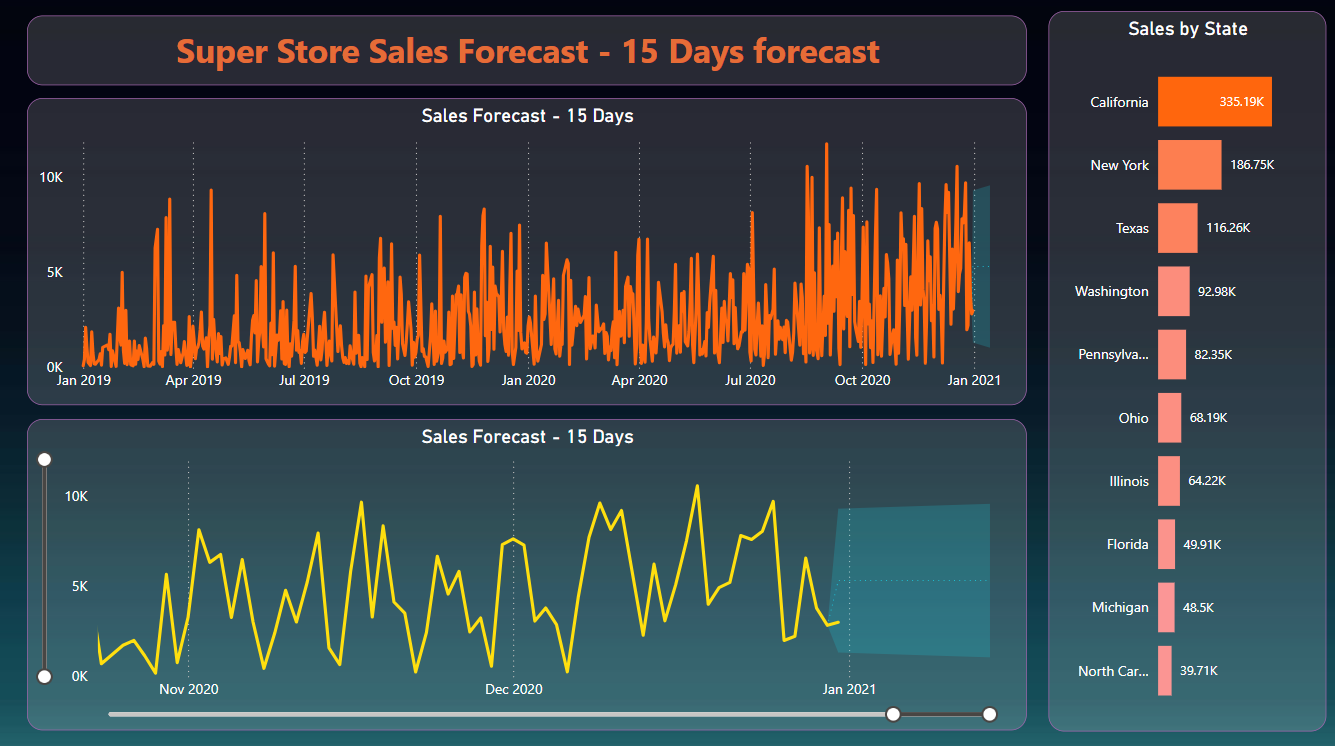 Super Store Sales Forecast - 15 Days forecast
Sales Forecast - 15 Days
10K
5K
0K
Jan 2019 Apr 2019 Jul 2019 Oct 2019 Jan 2020 Apr 2020 Jul 2020 Oct 2020 Jan 2021
Sales Forecast - 15 Days
10K
5K
0K
Nov 2020 Dec 2020 Jan 2021
Sales by State
California 335.19K
New York 186.75K
Texas 116.26K
Washington 92.98K
Pennsylva... 82.35K
Ohio 68.19K
Illinois 64.22K
Florida 49.91K
Michigan 48.5K
North Car... 39.71K